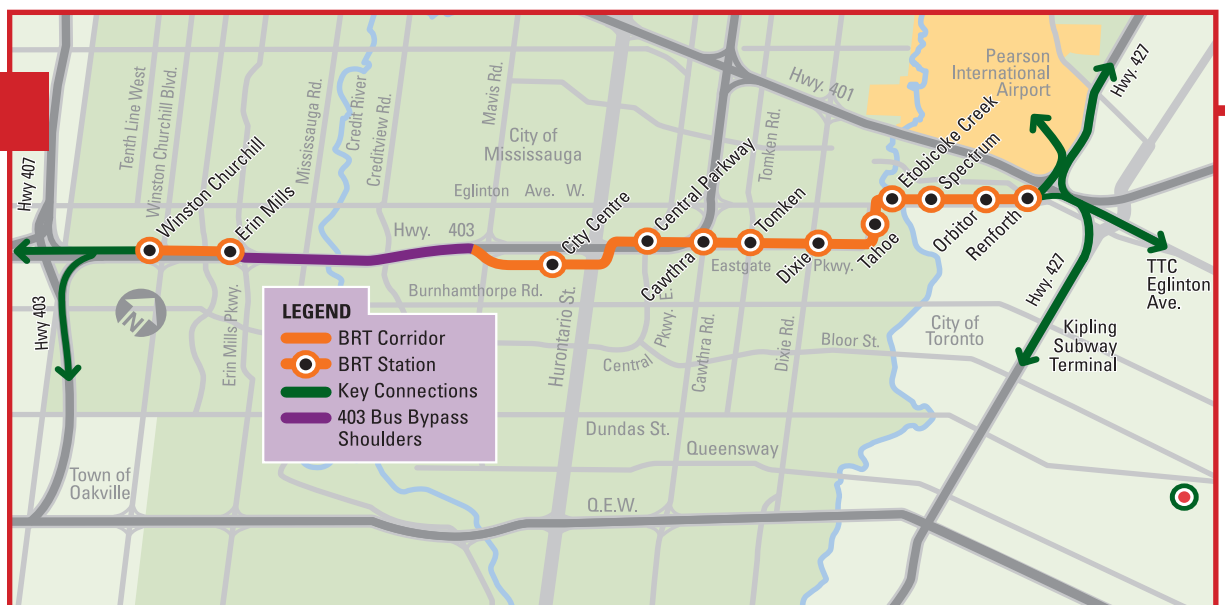 Hwy 407
Tenth Line West
Winston Churchill Blvd.
Winston Churchill
Erin Mills
Mississauga Rd.
Credit River
Creditview Rd.
Mavis Rd.
City of
Mississauga
Eglinton Ave. W.
Hwy. 403
Hwy. 401
Pearson
International
Airport
Hwy. 427
Tomken Rd.
City Centre
Central Parkway
Cawthra
Tomken
Dixie
Tahoe
Etobicoke Creek
Spectrum
Orbitor
Renforth
Eastgate Pkwy.
TTC
Eglinton
Ave.
Hwy. 427
Kipling
Subway
Terminal
City of
Toronto
Hwy 403
N
Erin Mills Pkwy.
Burnhamthorpe Rd.
Hurontario St.
Central Pkwy. E.
Cawthra Rd.
Dixie Rd.
Bloor St.
LEGEND
BRT Corridor
BRT Station
Key Connections
403 Bus Bypass
Shoulders
Dundas St.
Queensway
Q.E.W.
Town of
Oakville